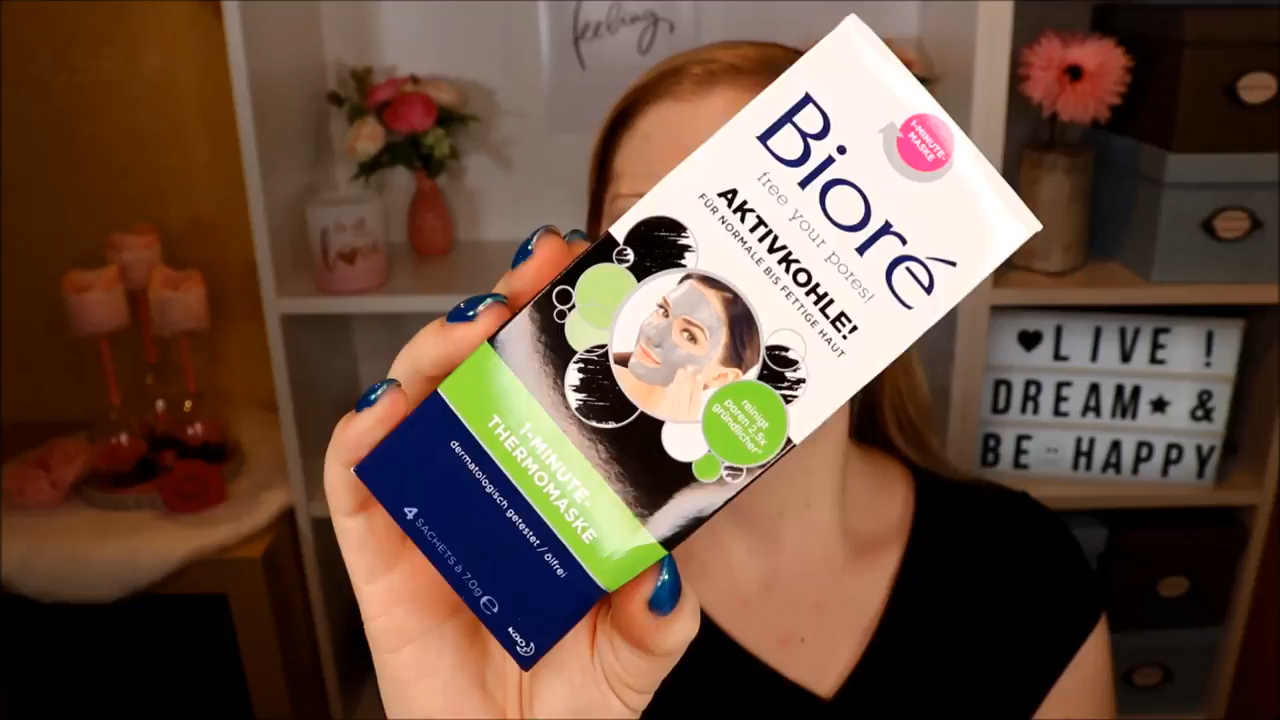 feeling,
Bioré
free your pores!
1-MINUTE-
MASKE
AKTIVKOHLE!
FÜR NORMALE BIS FETTIGE HAUT
reinigt
poren 2,5x
gründlicher*
1-MINUTE-
THERMOMASKE
dermatologisch getestet / ölfrei
4 SACHETS à 7.0g ℮
KAO
♥ LIVE !
DREAM ★ &
BE HAPPY